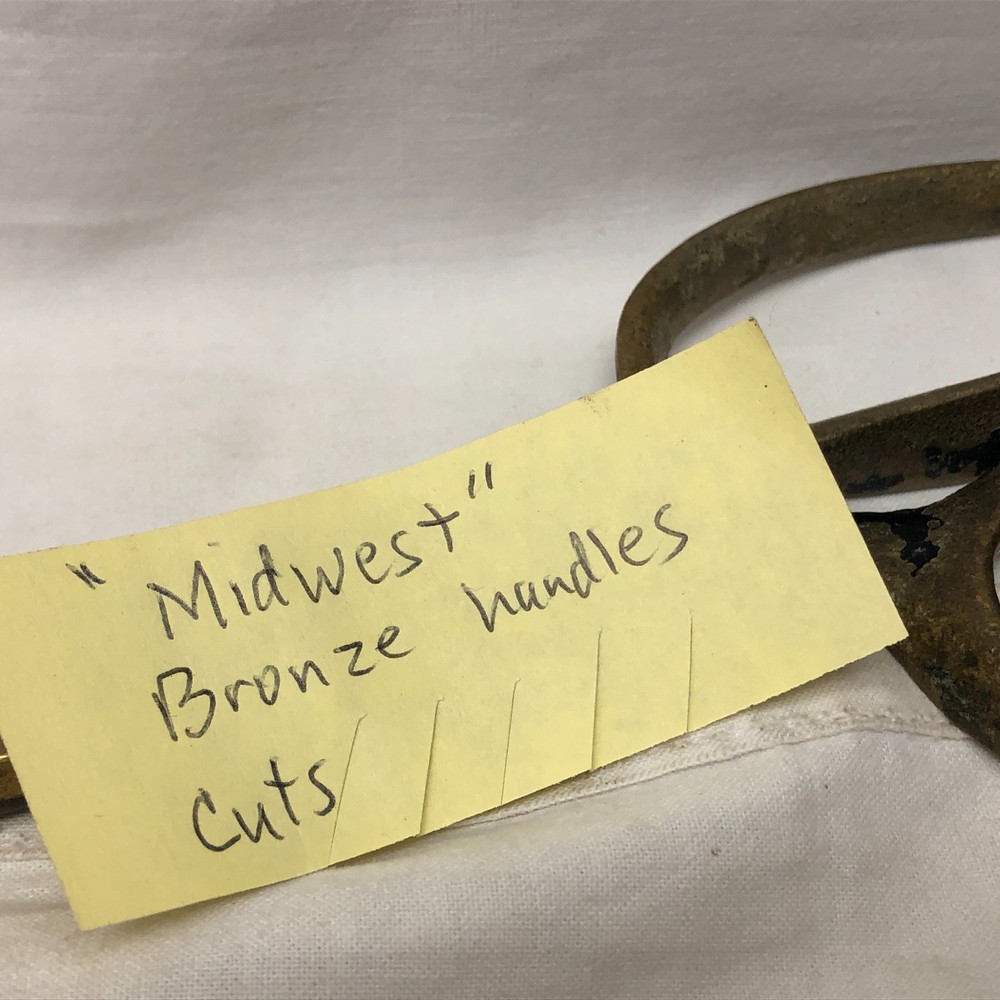 "Midwest"
Bronze handles
Cuts